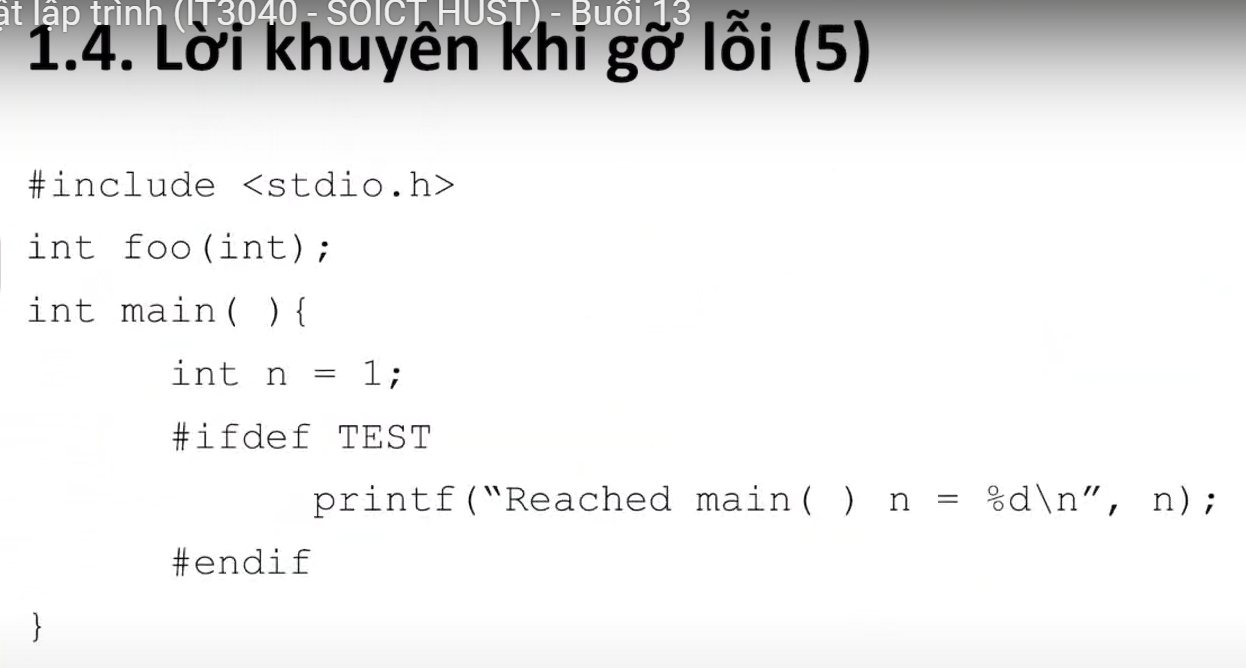 ật lập trình (IT3040 - SOICT HUST) - Buổi 13
1.4. Lời khuyên khi gỡ lỗi (5)
#include <stdio.h>
int foo(int);
int main( ){
int n = 1;
#ifdef TEST
printf(“Reached main( ) n = %d\n”, n);
#endif
}